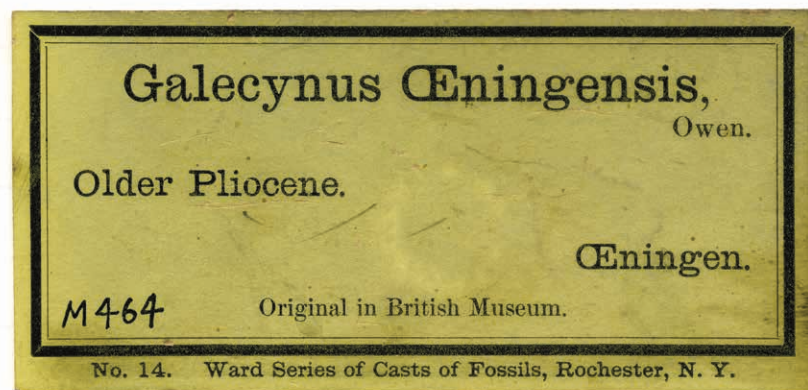 Galecynus Œningensis,
Owen.
Older Pliocene.
Œningen.
M464 Original in British Museum.
No. 14. Ward Series of Casts of Fossils, Rochester, N. Y.